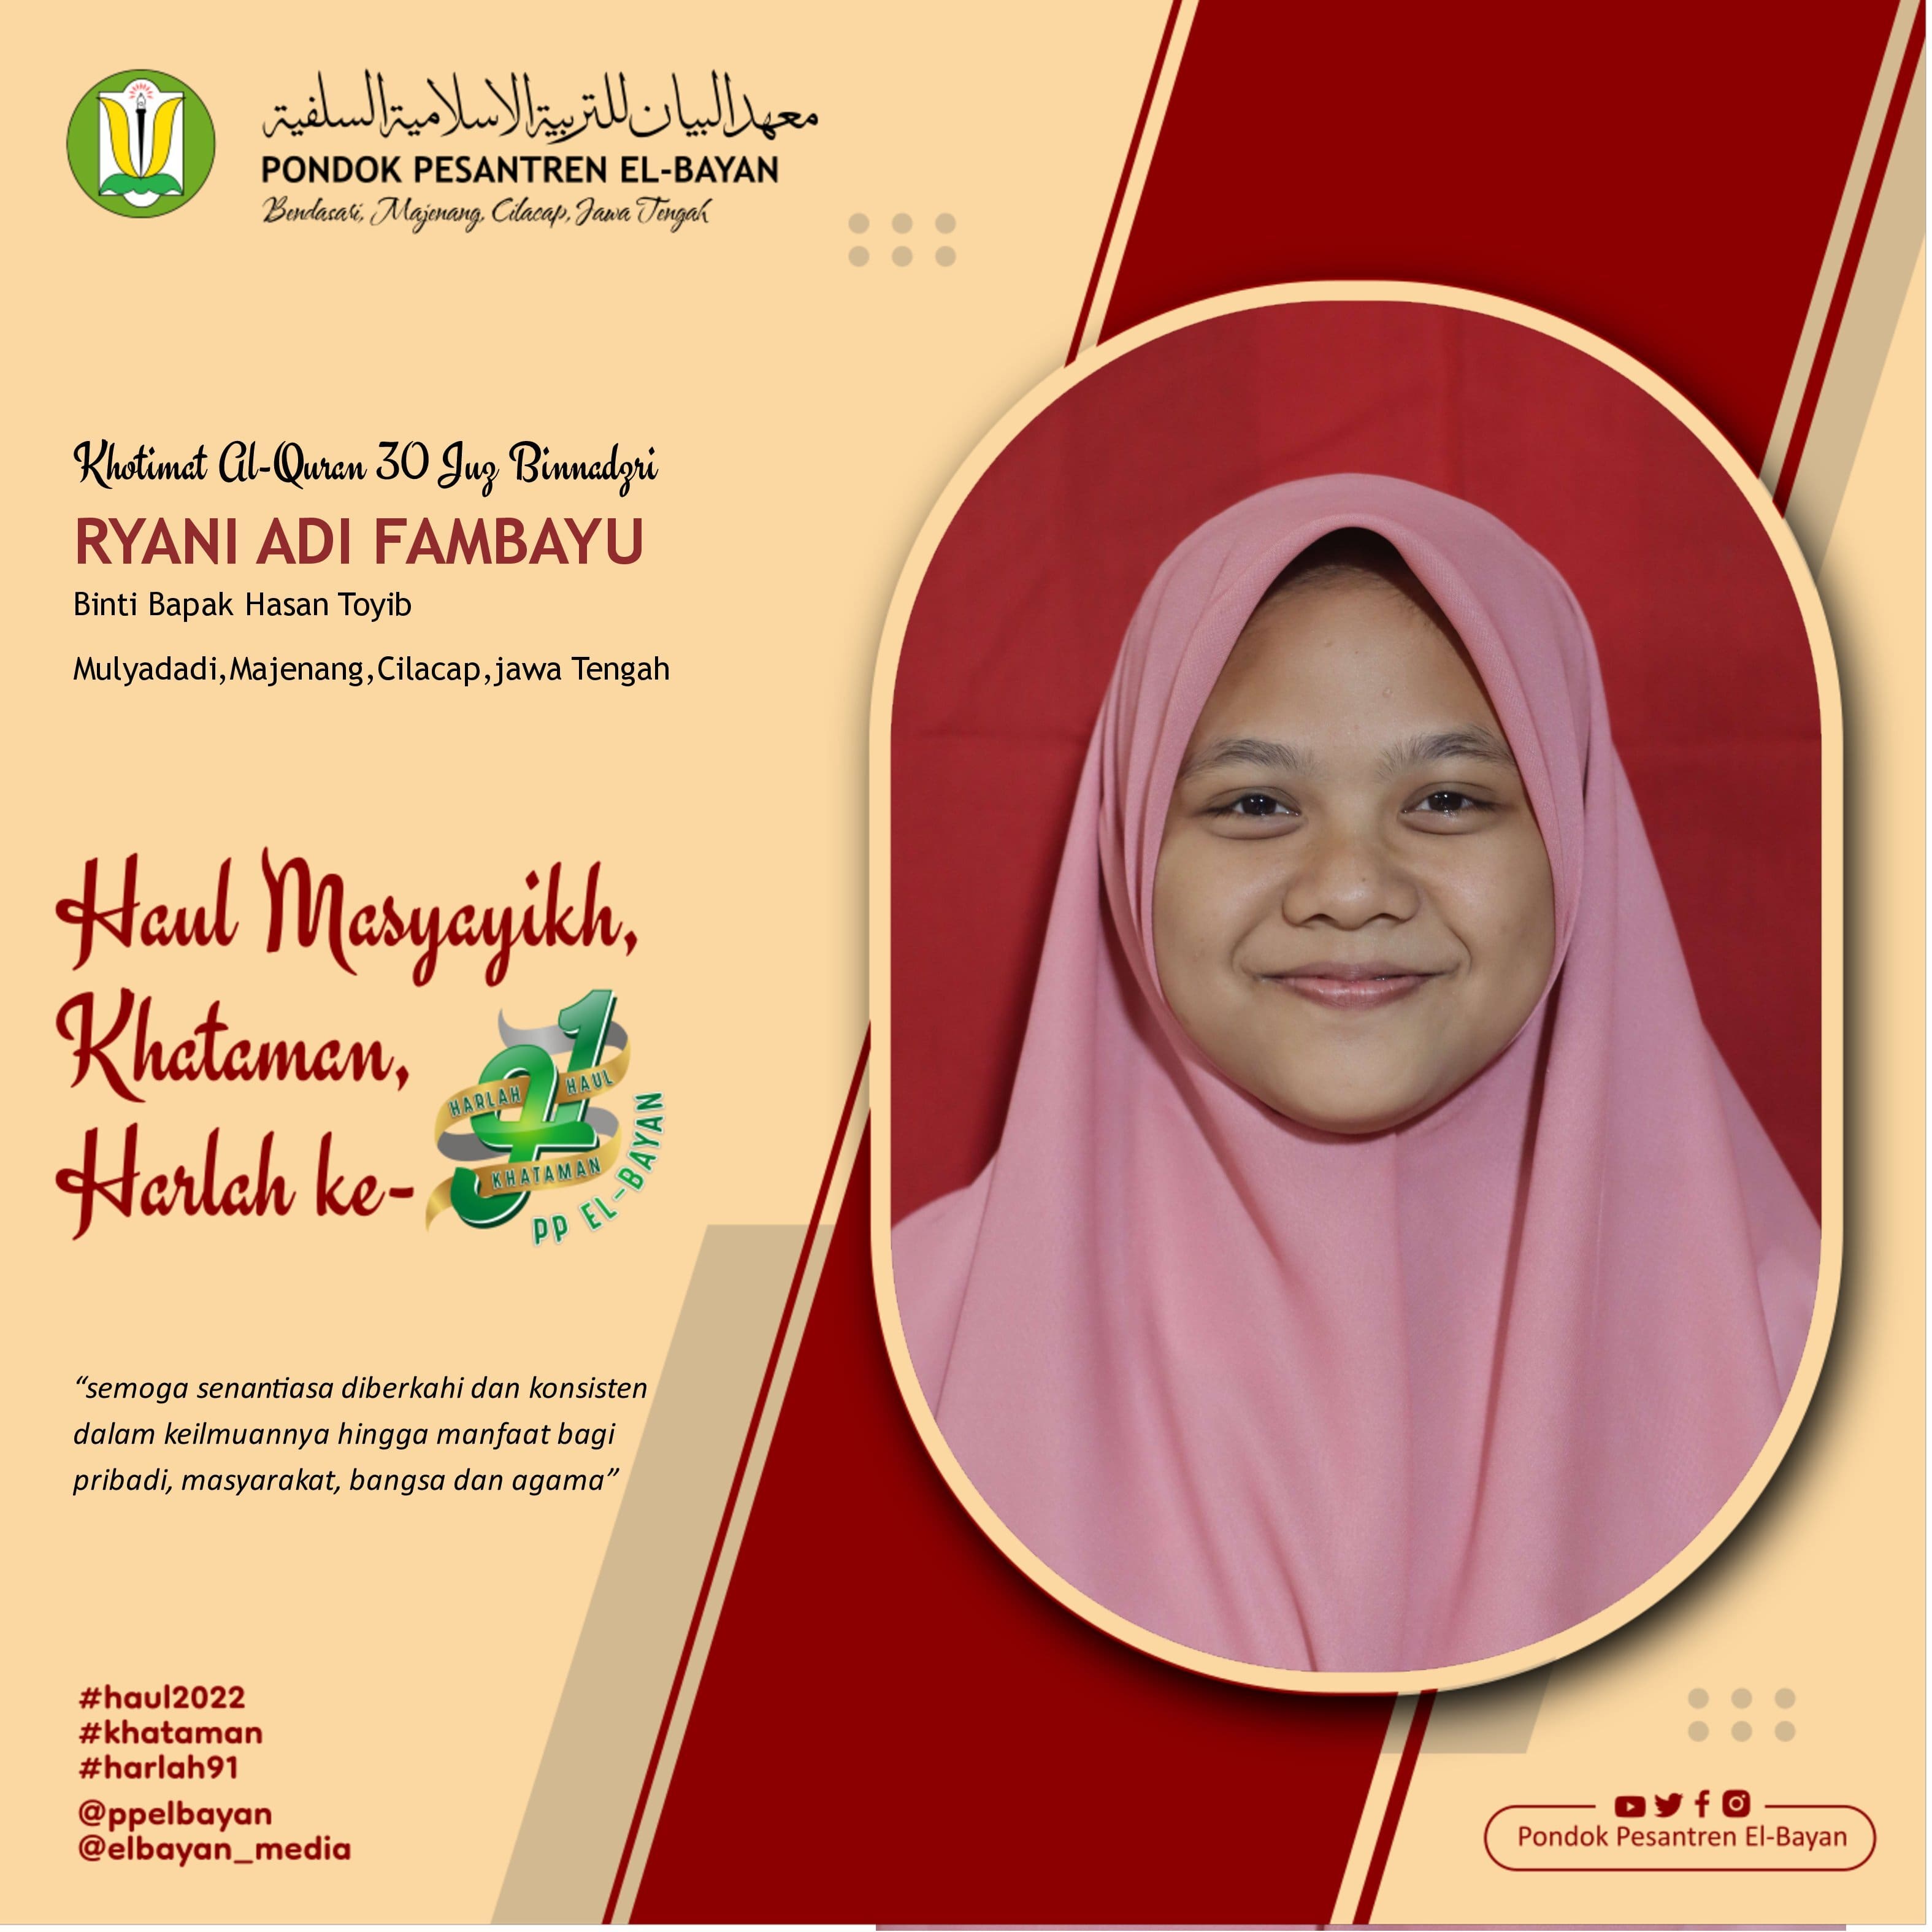 معهد البيان للتربية الاسلامية السلفية
PONDOK PESANTREN EL-BAYAN
Bendasari, Majenang, Cilacap, Jawa Tengah
Khotimat Al-Quran 30 Juz Binnadzri
RYANI ADI FAMBAYU
Binti Bapak Hasan Toyib
Mulyadadi,Majenang,Cilacap,jawa Tengah
Haul Masyayikh,
Khataman,
Harlah ke-
91
HARLAH HAUL
KHATAMAN
PP EL-BAYAN
“semoga senantiasa diberkahi dan konsisten
dalam keilmuannya hingga manfaat bagi
pribadi, masyarakat, bangsa dan agama”
#haul2022
#khataman
#harlah91
@ppelbayan
@elbayan_media
Pondok Pesantren El-Bayan